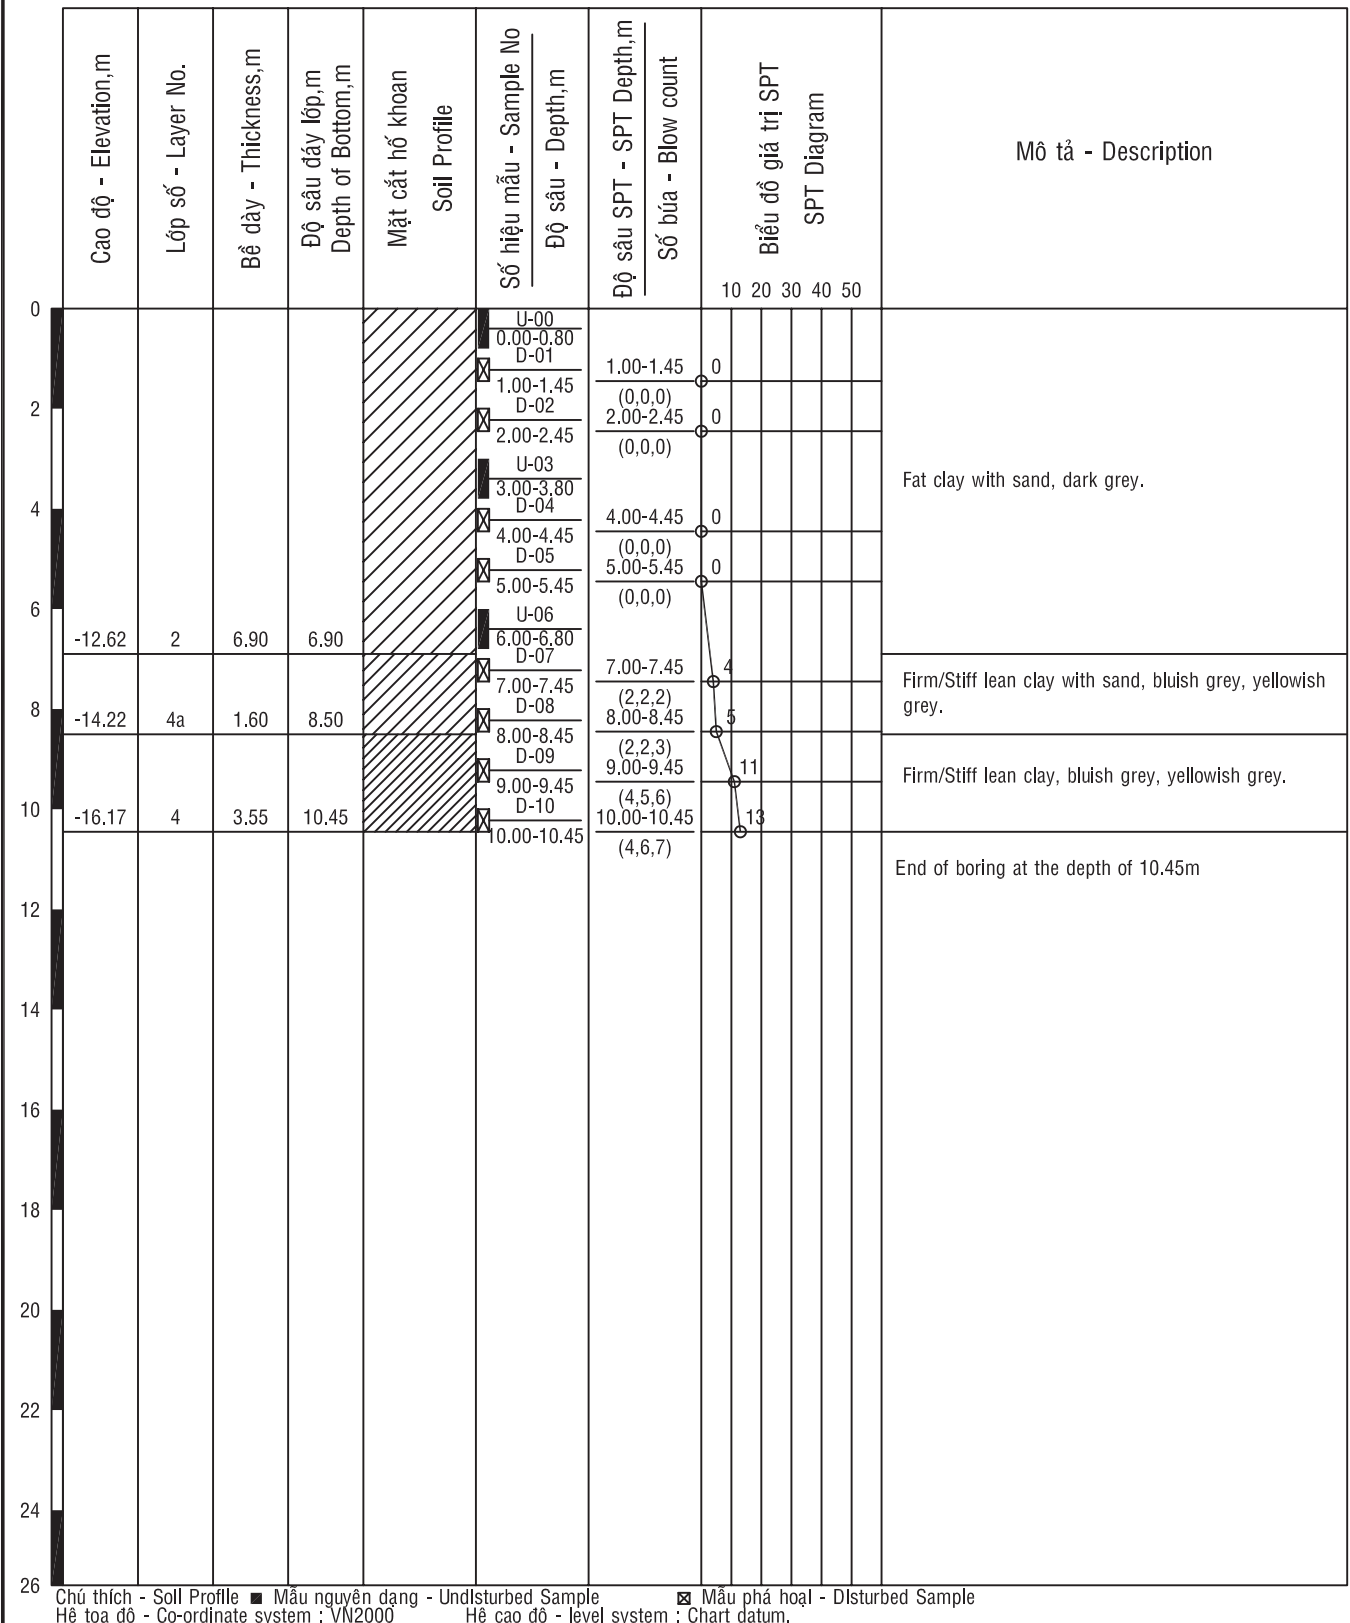 Cao độ - Elevation,m
Lớp số - Layer No.
Bề dày - Thickness,m
Độ sâu đáy lớp,m
Depth of Bottom,m
Mặt cắt hố khoan
Soil Profile
Số hiệu mẫu - Sample No
Độ sâu - Depth,m
Độ sâu SPT - SPT Depth,m
Số búa - Blow count
Biểu đồ giá trị SPT
SPT Diagram
10 20 30 40 50
Mô tả - Description
0
U-00
0.00-0.80
D-01
1.00-1.45
1.00-1.45 0
(0,0,0)
2
D-02
2.00-2.45
2.00-2.45 0
(0,0,0)
U-03
3.00-3.80
Fat clay with sand, dark grey.
4
D-04
4.00-4.45
4.00-4.45 0
(0,0,0)
D-05
5.00-5.45
5.00-5.45 0
(0,0,0)
6
U-06
6.00-6.80
-12.62 2 6.90 6.90
D-07
7.00-7.45
7.00-7.45 4
(2,2,2)
Firm/Stiff lean clay with sand, bluish grey, yellowish
grey.
8
-14.22 4a 1.60 8.50
D-08
8.00-8.45
8.00-8.45 5
(2,2,3)
D-09
9.00-9.45
9.00-9.45 11
(4,5,6)
Firm/Stiff lean clay, bluish grey, yellowish grey.
10
-16.17 4 3.55 10.45
D-10
10.00-10.45
10.00-10.45 13
(4,6,7)
End of boring at the depth of 10.45m
12
14
16
18
20
22
24
26
Chú thích - Soil Profile Mẫu nguyên dạng - Undisturbed Sample Mẫu phá hoại - Disturbed Sample
Hệ tọa độ - Co-ordinate system : VN2000 Hệ cao độ - level system : Chart datum.